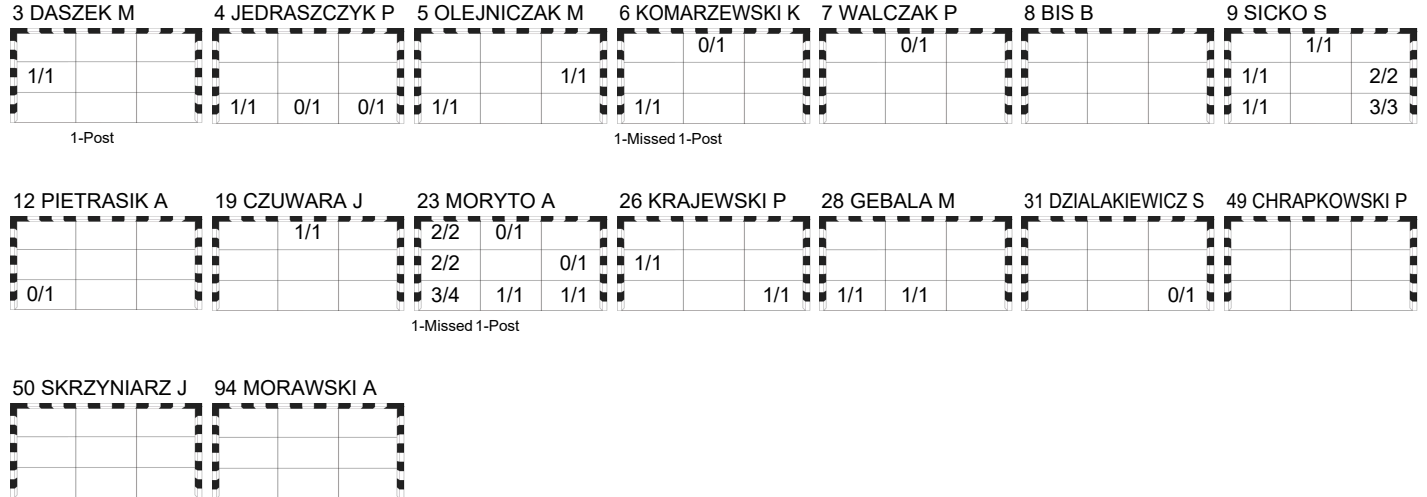 3 DASZEK M 4 JEDRASZCZYK P 5 OLEJNICZAK M 6 KOMARZEWSKI K 7 WALCZAK P 8 BIS B 9 SICKO S
0/1 0/1 1/1
1/1 1/1 1/1 2/2
1/1 0/1 0/1 1/1 1/1 1/1 3/3
1-Post 1-Missed 1-Post
12 PIETRASIK A 19 CZUWARA J 23 MORYTO A 26 KRAJEWSKI P 28 GEBALA M 31 DZIALAKIEWICZ S 49 CHRAPKOWSKI P
1/1 2/2 0/1
2/2 0/1 1/1
0/1 3/4 1/1 1/1 1/1 1/1 1/1 0/1
1-Missed 1-Post
50 SKRZYNIARZ J 94 MORAWSKI A